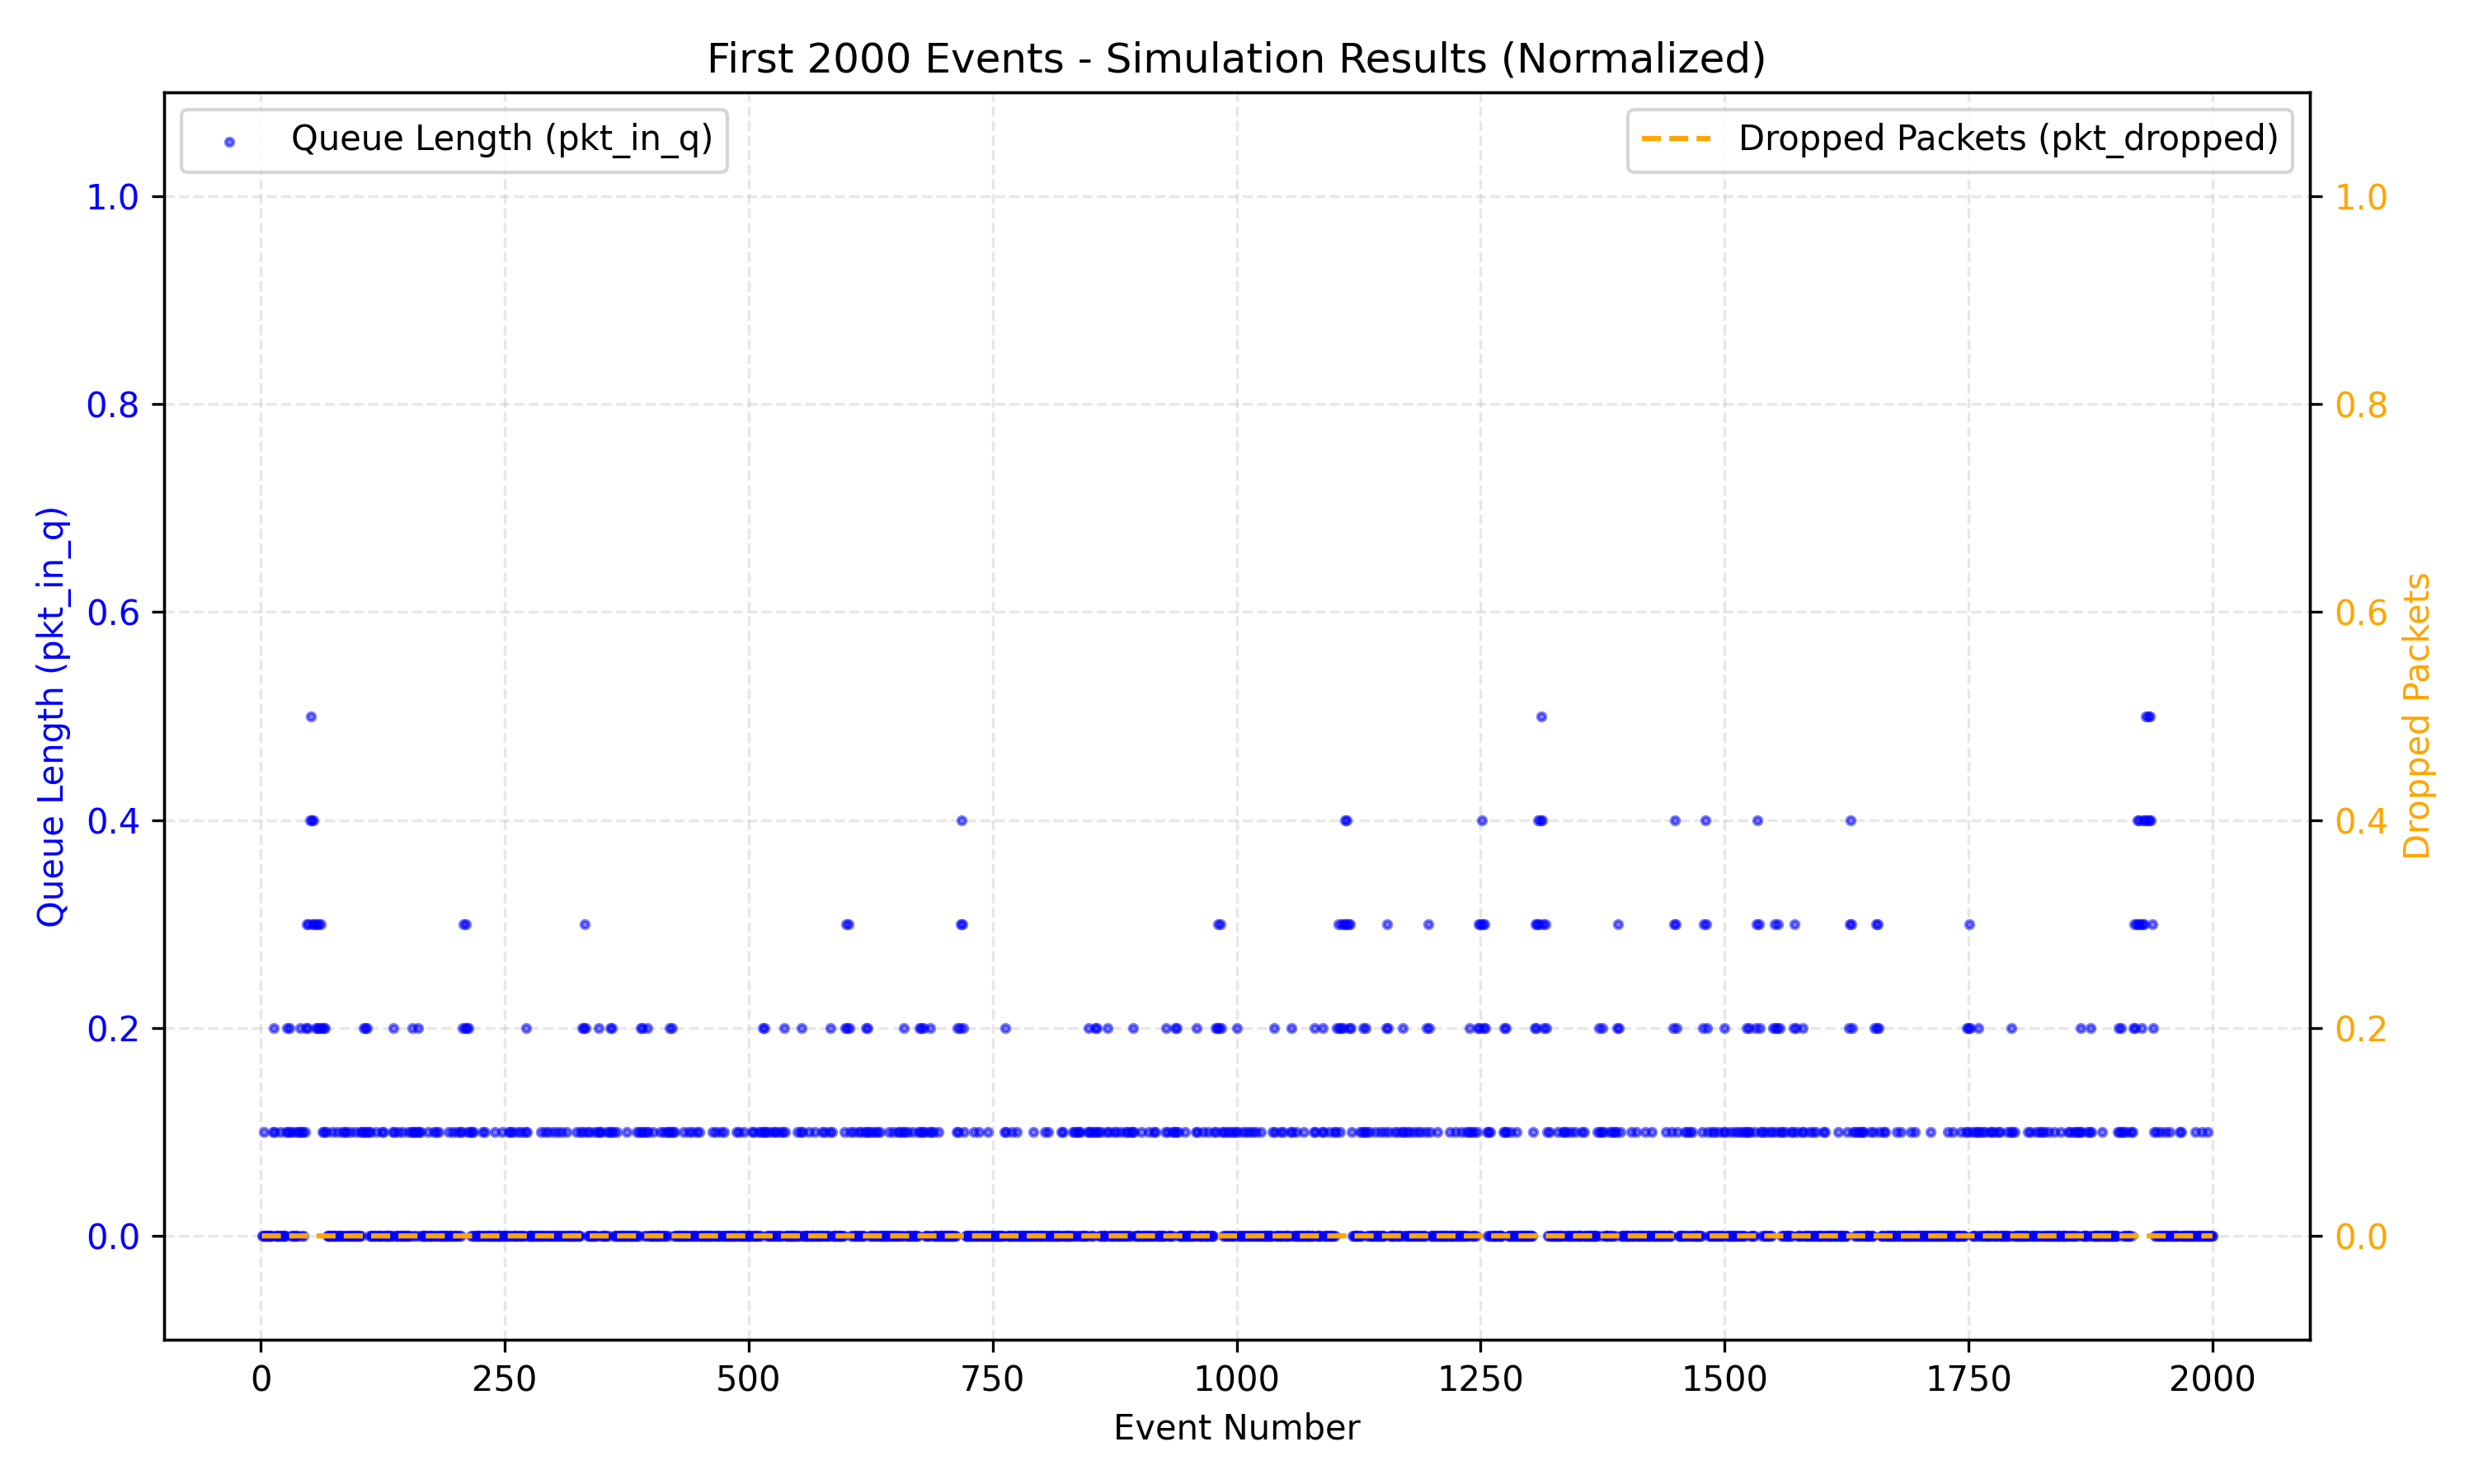 First 2000 Events - Simulation Results (Normalized)
Queue Length (pkt_in_q)
Dropped Packets (pkt_dropped)
1.0
0.8
0.6
0.4
0.2
0.0
Queue Length (pkt_in_q)
1.0
0.8
0.6
0.4
0.2
0.0
Dropped Packets
0 250 500 750 1000 1250 1500 1750 2000
Event Number